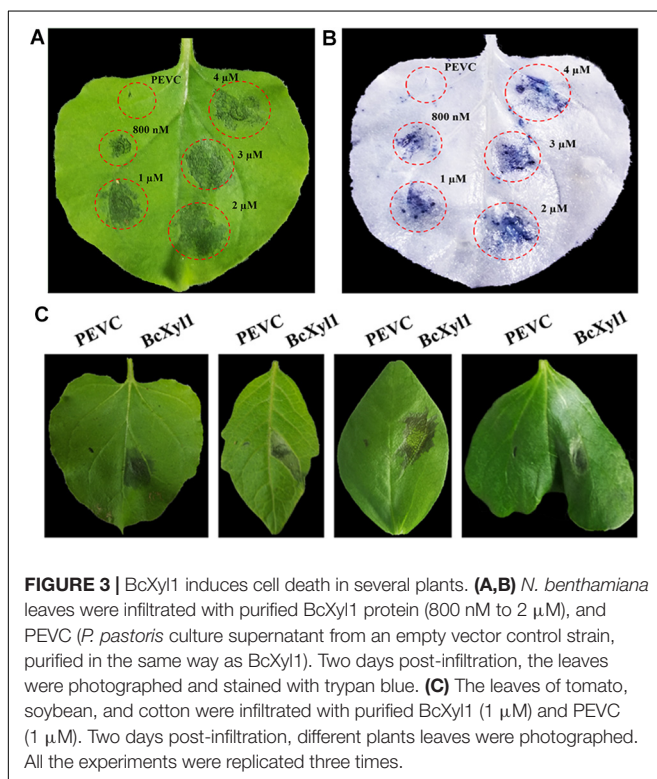 A
B
PEVC
4 µM
800 nM
3 µM
1 µM
2 µM
PEVC
4 µM
800 nM
3 µM
1 µM
2 µM
C
PEVC BcXyl1 PEVC BcXyl1 PEVC BcXyl1 PEVC BcXyl1
FIGURE 3 | BcXyl1 induces cell death in several plants. (A,B) N. benthamiana
leaves were infiltrated with purified BcXyl1 protein (800 nM to 2 µM), and
PEVC (P. pastoris culture supernatant from an empty vector control strain,
purified in the same way as BcXyl1). Two days post-infiltration, the leaves
were photographed and stained with trypan blue. (C) The leaves of tomato,
soybean, and cotton were infiltrated with purified BcXyl1 (1 µM) and PEVC
(1 µM). Two days post-infiltration, different plants leaves were photographed.
All the experiments were replicated three times.